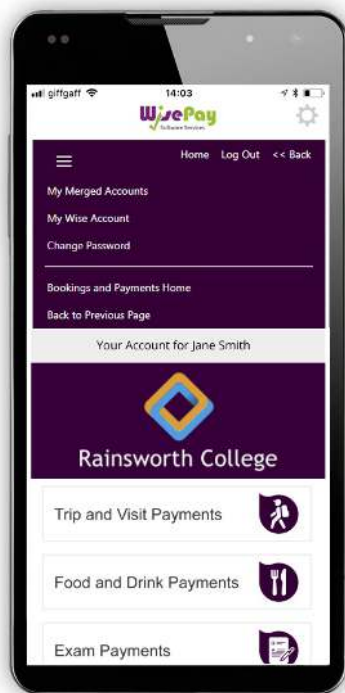 giffgaff 14:03
WisePay
Software Services
Home Log Out << Back
My Merged Accounts
My Wise Account
Change Password
Bookings and Payments Home
Back to Previous Page
Your Account for Jane Smith
Rainsworth College
Trip and Visit Payments
Food and Drink Payments
Exam Payments